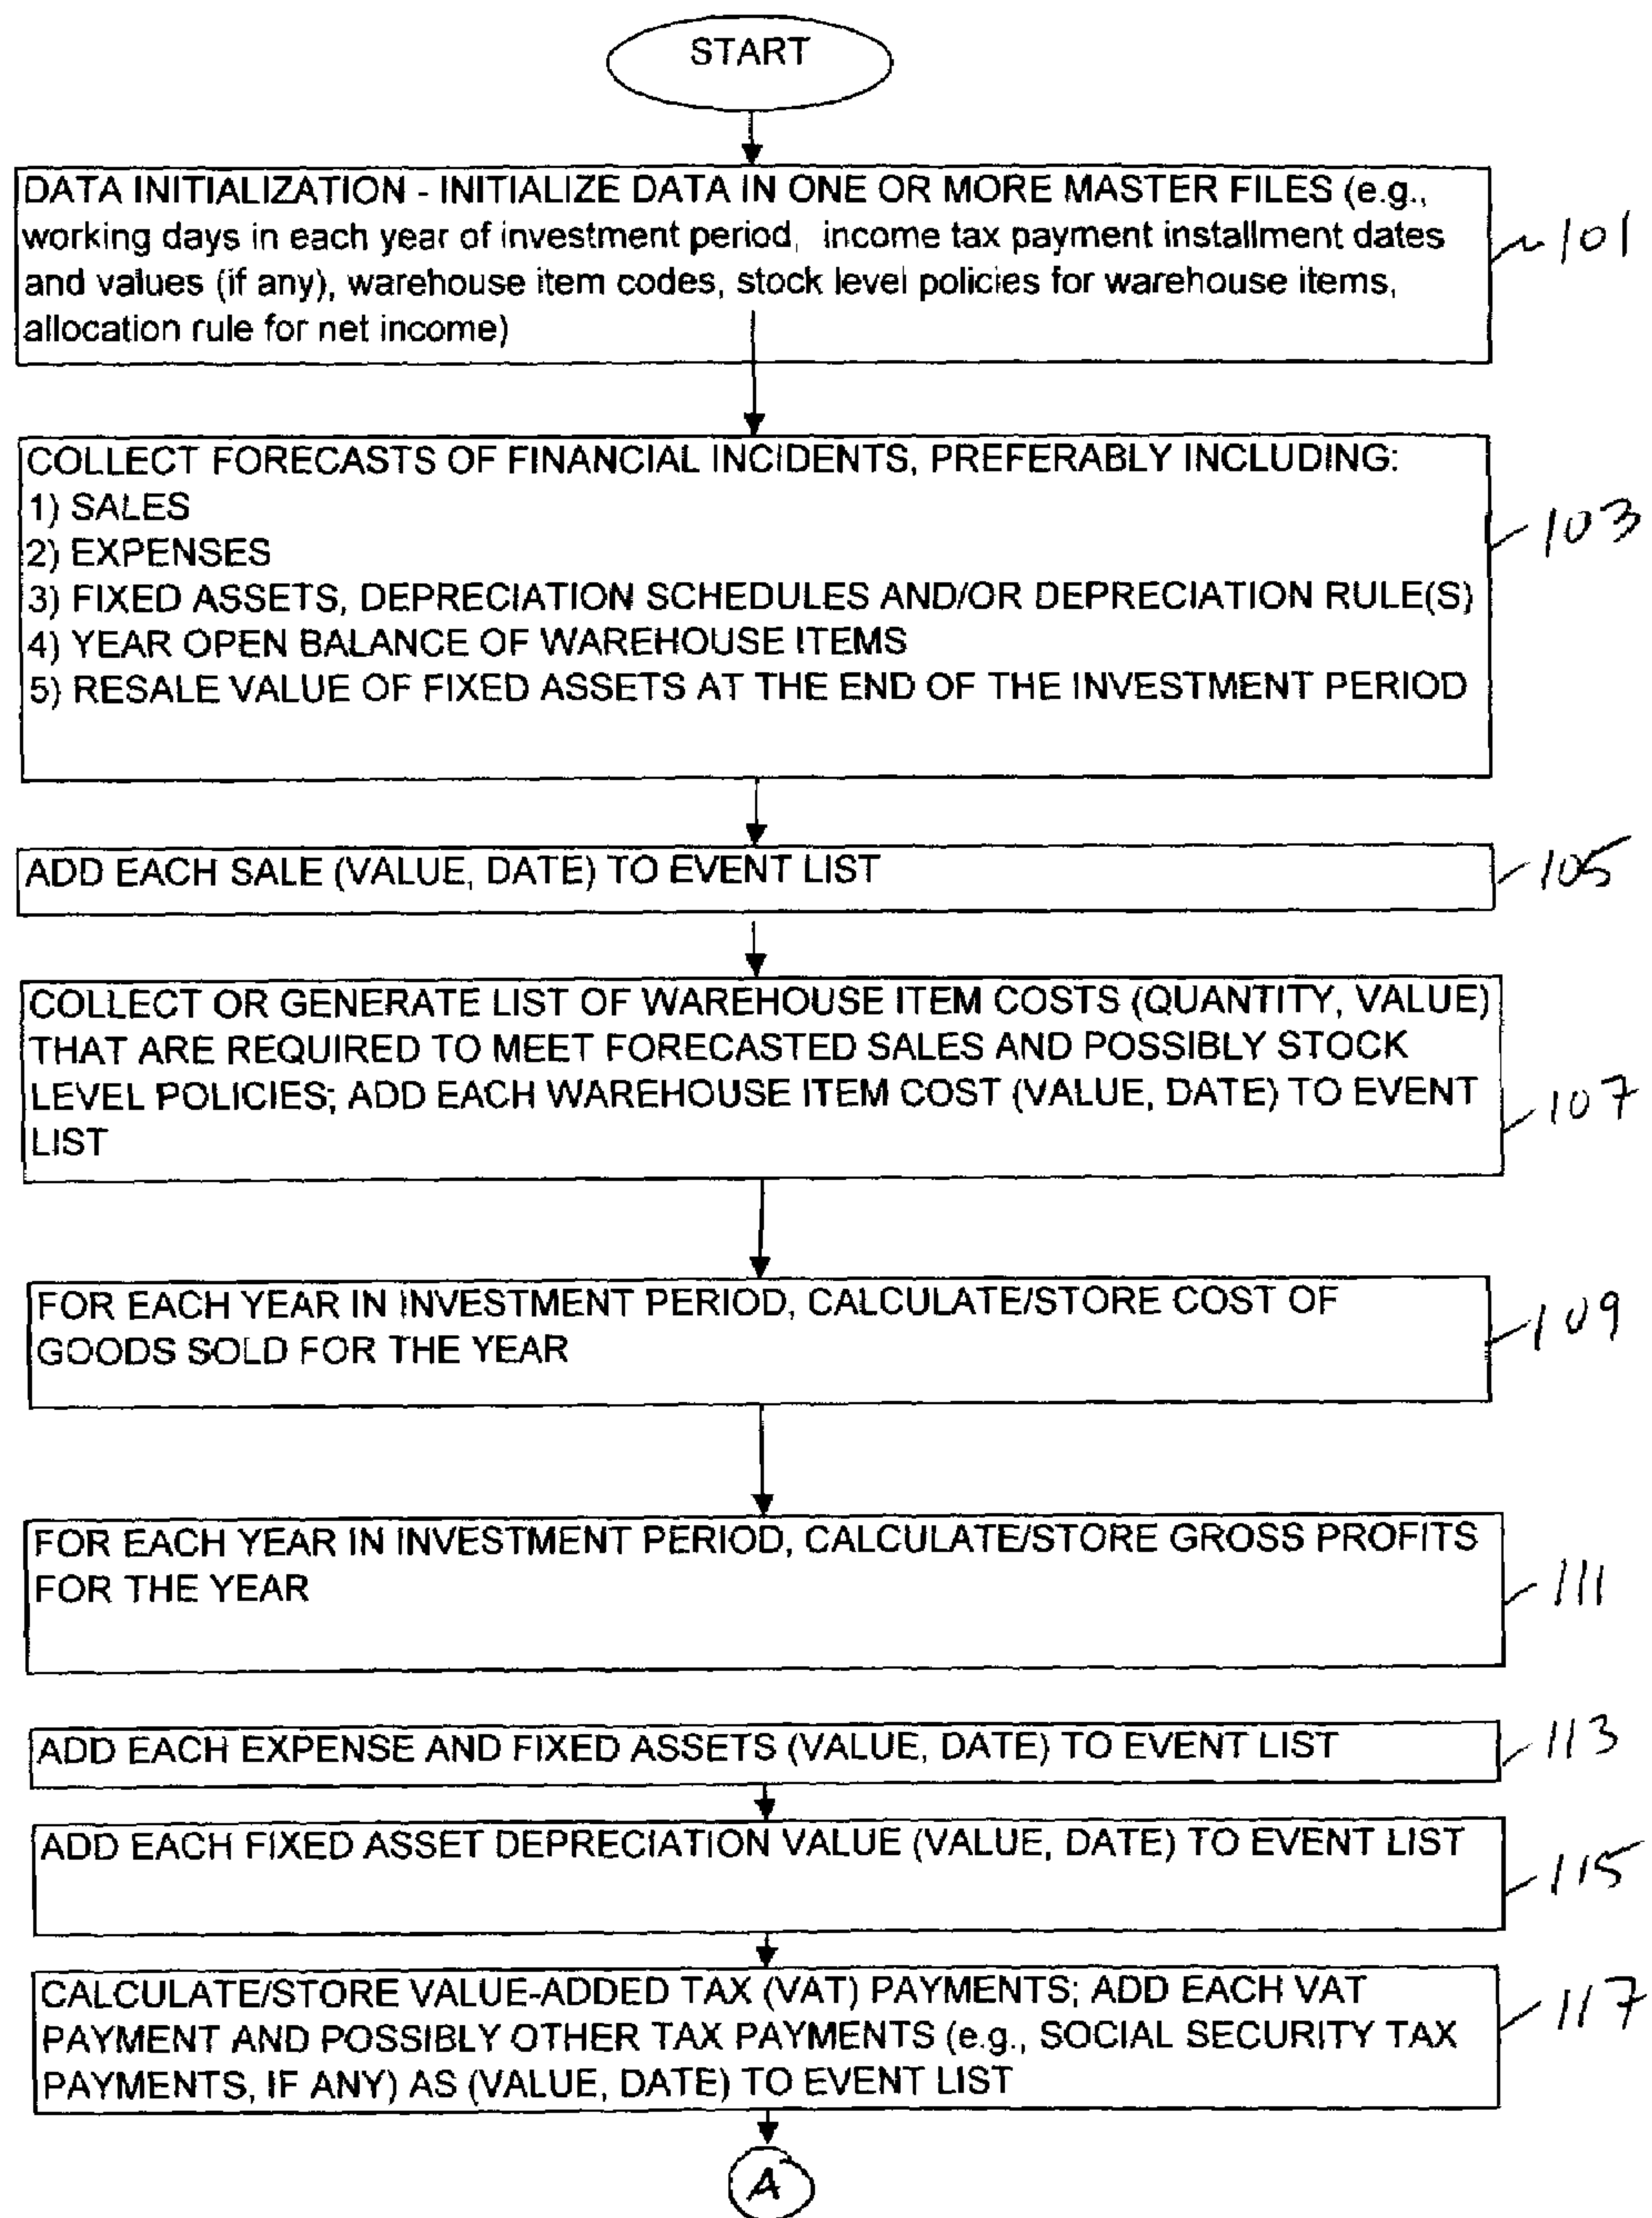 START
DATA INITIALIZATION - INITIALIZE DATA IN ONE OR MORE MASTER FILES (e.g.,
working days in each year of investment period, income tax payment installment dates
and values (if any), warehouse item codes, stock level policies for warehouse items,
allocation rule for net income)
101
COLLECT FORECASTS OF FINANCIAL INCIDENTS, PREFERABLY INCLUDING:
1) SALES
2) EXPENSES
3) FIXED ASSETS, DEPRECIATION SCHEDULES AND/OR DEPRECIATION RULE(S)
4) YEAR OPEN BALANCE OF WAREHOUSE ITEMS
5) RESALE VALUE OF FIXED ASSETS AT THE END OF THE INVESTMENT PERIOD
103
ADD EACH SALE (VALUE, DATE) TO EVENT LIST
105
COLLECT OR GENERATE LIST OF WAREHOUSE ITEM COSTS (QUANTITY, VALUE)
THAT ARE REQUIRED TO MEET FORECASTED SALES AND POSSIBLY STOCK
LEVEL POLICIES; ADD EACH WAREHOUSE ITEM COST (VALUE, DATE) TO EVENT
LIST
107
FOR EACH YEAR IN INVESTMENT PERIOD, CALCULATE/STORE COST OF
GOODS SOLD FOR THE YEAR
109
FOR EACH YEAR IN INVESTMENT PERIOD, CALCULATE/STORE GROSS PROFITS
FOR THE YEAR
111
ADD EACH EXPENSE AND FIXED ASSETS (VALUE, DATE) TO EVENT LIST
113
ADD EACH FIXED ASSET DEPRECIATION VALUE (VALUE, DATE) TO EVENT LIST
115
CALCULATE/STORE VALUE-ADDED TAX (VAT) PAYMENTS; ADD EACH VAT
PAYMENT AND POSSIBLY OTHER TAX PAYMENTS (e.g., SOCIAL SECURITY TAX
PAYMENTS, IF ANY) AS (VALUE, DATE) TO EVENT LIST
117
A